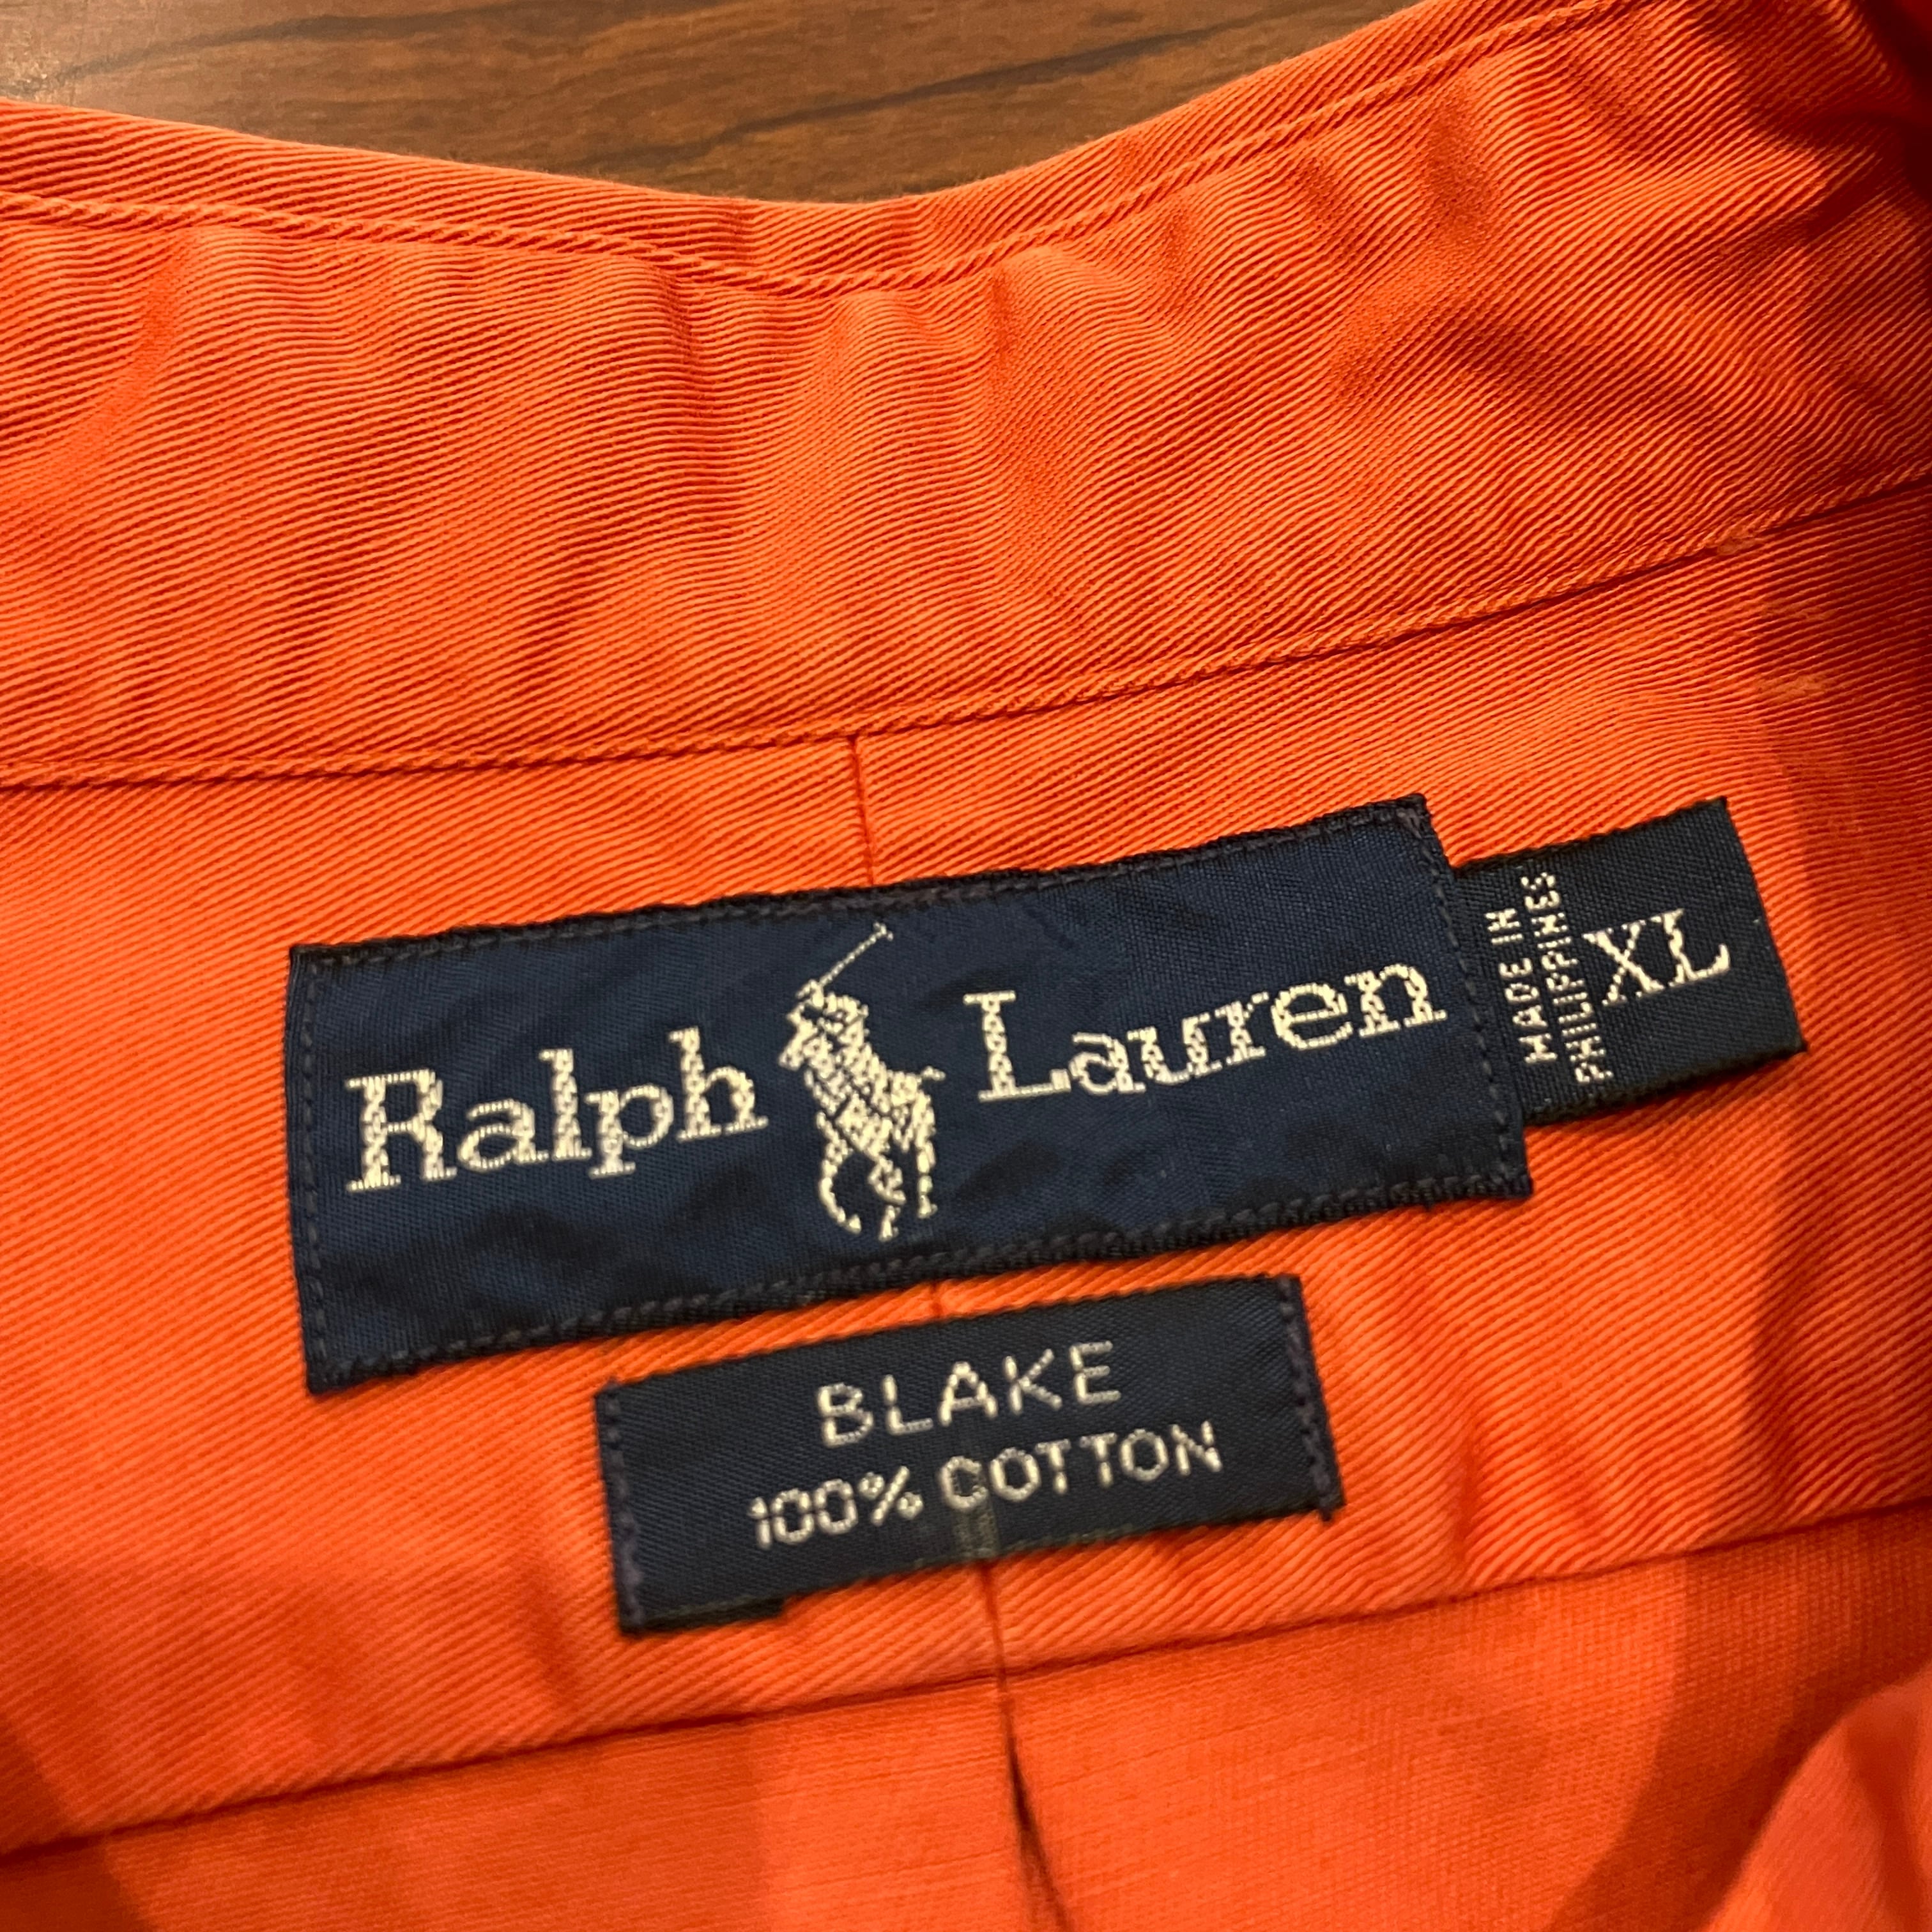 Ralph Lauren
MADE IN
PHILIPPINES
XL
BLAKE
100% COTTON